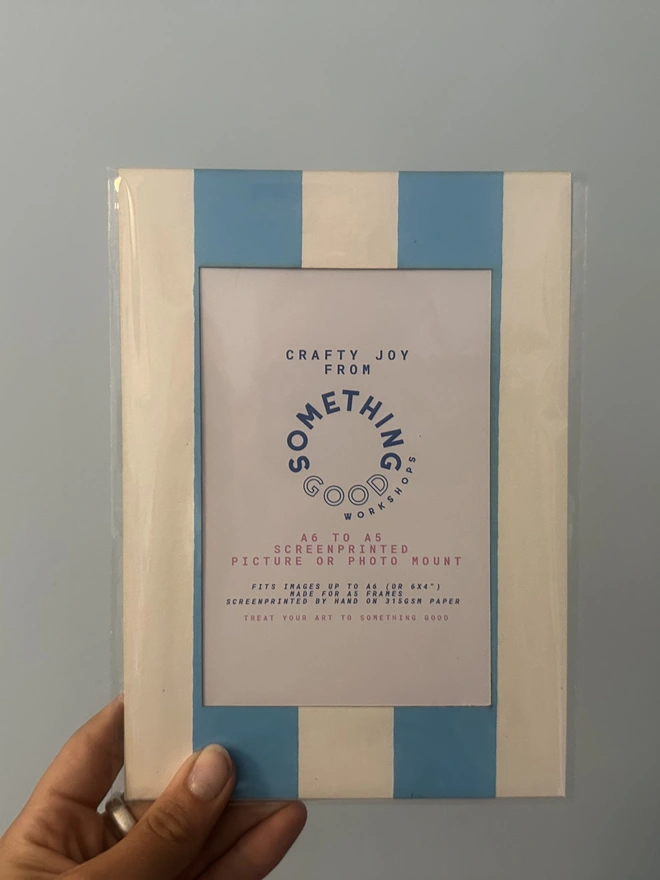 CRAFTY JOY
FROM
SOMETHING
GOOD
WORKSHOPS
A6 TO A5
SCREENPRINTED
PICTURE OR PHOTO MOUNT
FITS IMAGES UP TO A6 (OR 6X4")
MADE FOR A5 FRAMES
SCREENPRINTED BY HAND ON 315GSM PAPER
TREAT YOUR ART TO SOMETHING GOOD